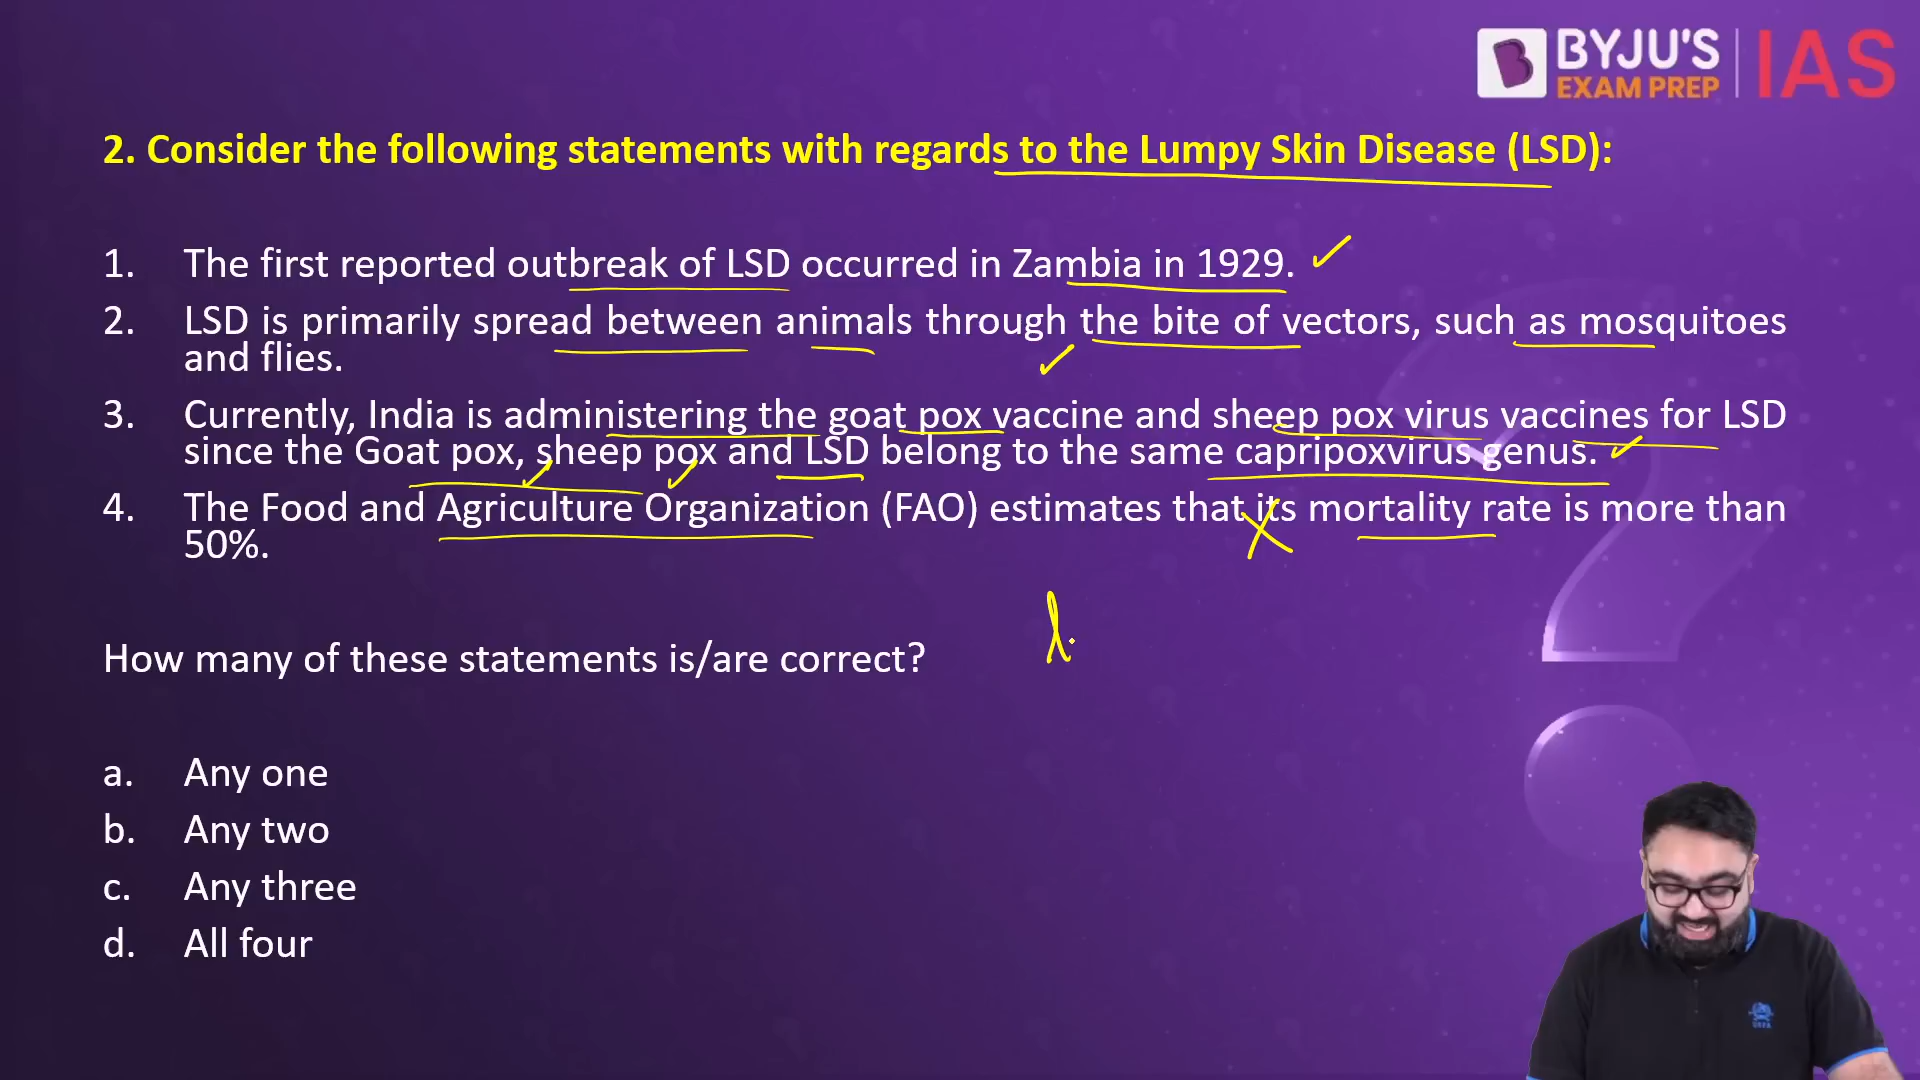 BYJU'S
EXAM PREP
IAS
2. Consider the following statements with regards to the Lumpy Skin Disease (LSD):
1. The first reported outbreak of LSD occurred in Zambia in 1929.
2. LSD is primarily spread between animals through the bite of vectors, such as mosquitoes
and flies.
3. Currently, India is administering the goat pox vaccine and sheep pox virus vaccines for LSD
since the Goat pox, sheep pox and LSD belong to the same capripoxvirus genus.
4. The Food and Agriculture Organization (FAO) estimates that its mortality rate is more than
50%.
How many of these statements is/are correct?
a. Any one
b. Any two
c. Any three
d. All four